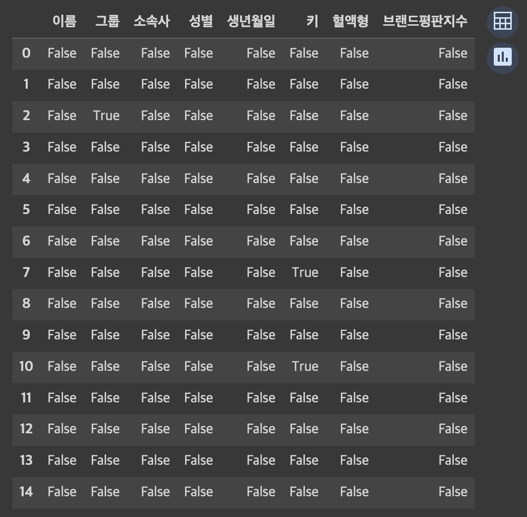 이름 그룹 소속사 성별 생년월일 키 혈액형 브랜드평판지수
0 False False False False False False False False
1 False False False False False False False False
2 False True False False False False False False
3 False False False False False False False False
4 False False False False False False False False
5 False False False False False False False False
6 False False False False False False False False
7 False False False False False True False False
8 False False False False False False False False
9 False False False False False False False False
10 False False False False False True False False
11 False False False False False False False False
12 False False False False False False False False
13 False False False False False False False False
14 False False False False False False False False